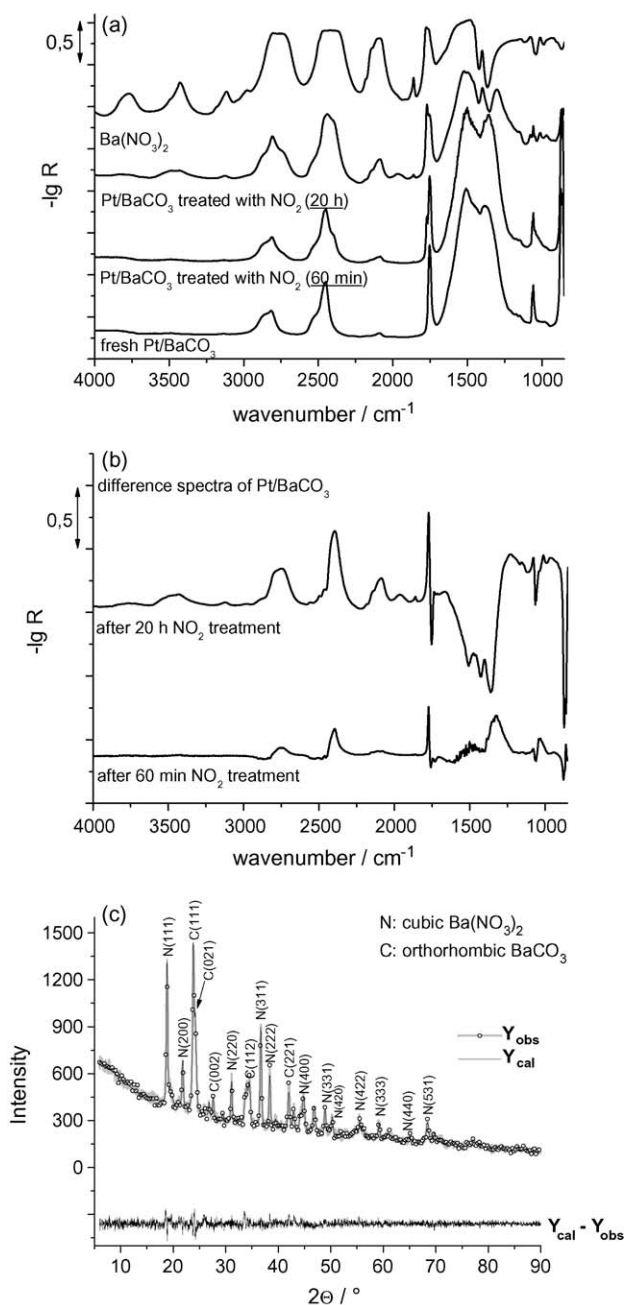 (a)
0,5
Ba(NO3)2
Pt/BaCO3 treated with NO2 (20 h)
Pt/BaCO3 treated with NO2 (60 min)
fresh Pt/BaCO3
-lg R
4000 3500 3000 2500 2000 1500 1000
wavenumber / cm-1
(b)
difference spectra of Pt/BaCO3
0,5
after 20 h NO2 treatment
after 60 min NO2 treatment
-lg R
4000 3500 3000 2500 2000 1500 1000
wavenumber / cm-1
(c)
N: cubic Ba(NO3)2
C: orthorhombic BaCO3
Yobs
Ycal
1500
1200
900
600
300
0
Intensity
N(111)
N(200)
C(111)
C(021)
C(002)
N(220)
C(112)
N(311)
N(222)
C(221)
N(400)
N(331)
N(420)
N(422)
N(333)
N(440)
N(531)
Ycal - Yobs
10 20 30 40 50 60 70 80 90
2Θ / °